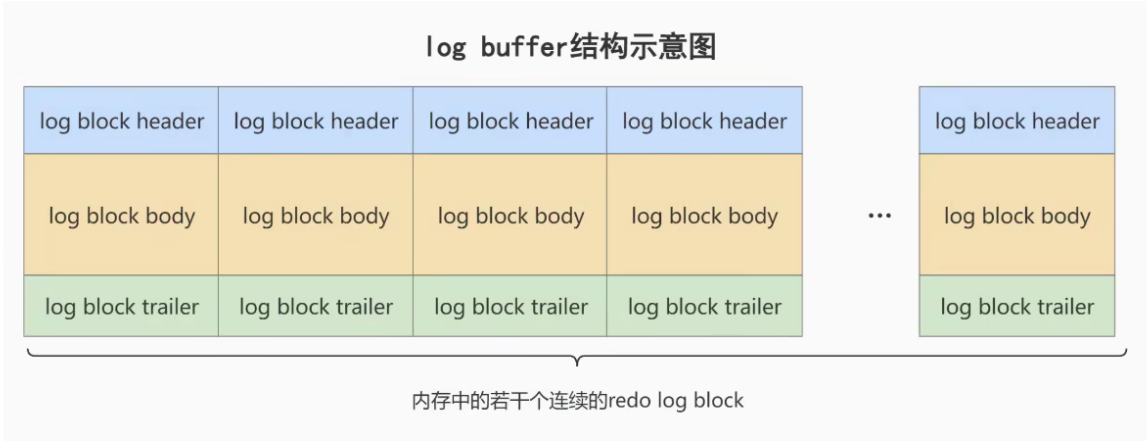 log buffer结构示意图
log block header log block header log block header log block header log block header
log block body log block body log block body log block body ... log block body
log block trailer log block trailer log block trailer log block trailer log block trailer
内存中的若干个连续的redo log block